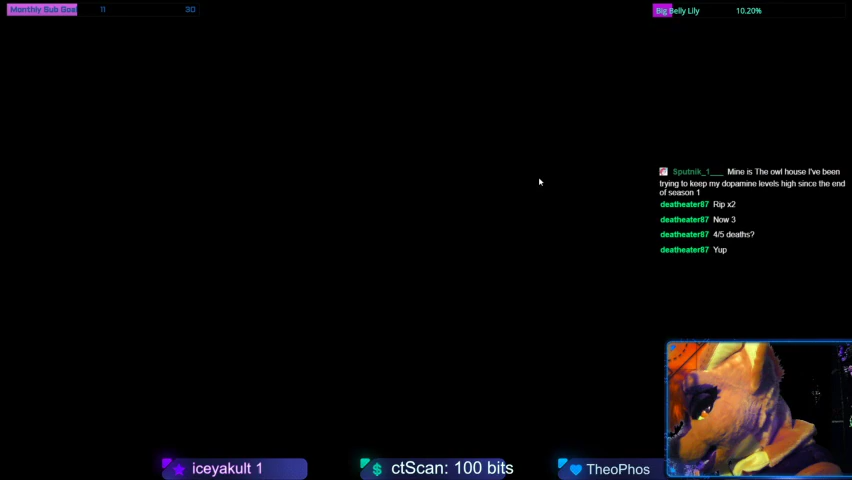 Monthly Sub Goal 11 30
Big Belly Lily 10.20%
Sputnik_1___ Mine is The owl house I've been
trying to keep my dopamine levels high since the end
of season 1
deatheater87 Rip x2
deatheater87 Now 3
deatheater87 4/5 deaths?
deatheater87 Yup
iceyakult 1
$ ctScan: 100 bits
TheoPhos